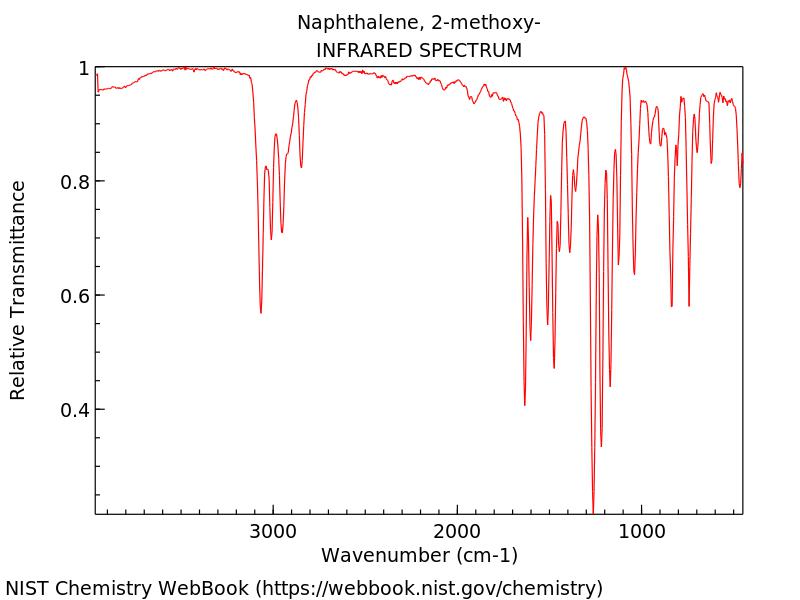 Naphthalene, 2-methoxy-
INFRARED SPECTRUM
1
0.8
0.6
0.4
Relative Transmittance
3000 2000 1000
Wavenumber (cm-1)
NIST Chemistry WebBook (https://webbook.nist.gov/chemistry)